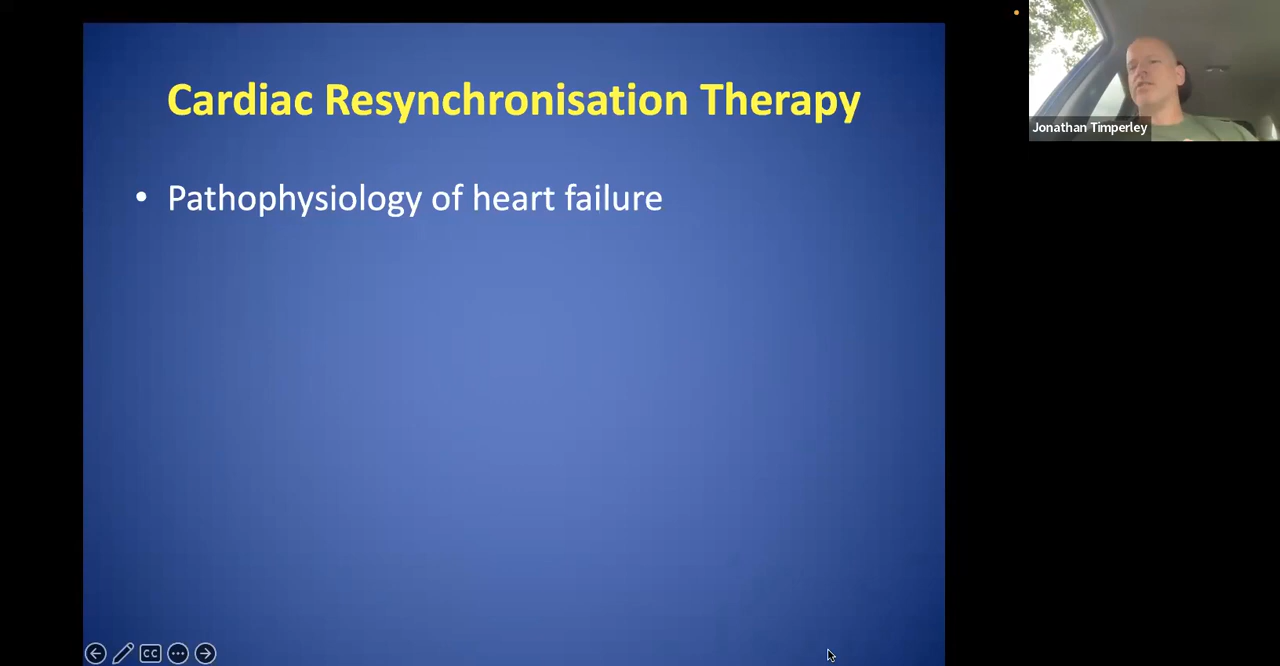 Cardiac Resynchronisation Therapy
• Pathophysiology of heart failure
Jonathan Timperley
CC